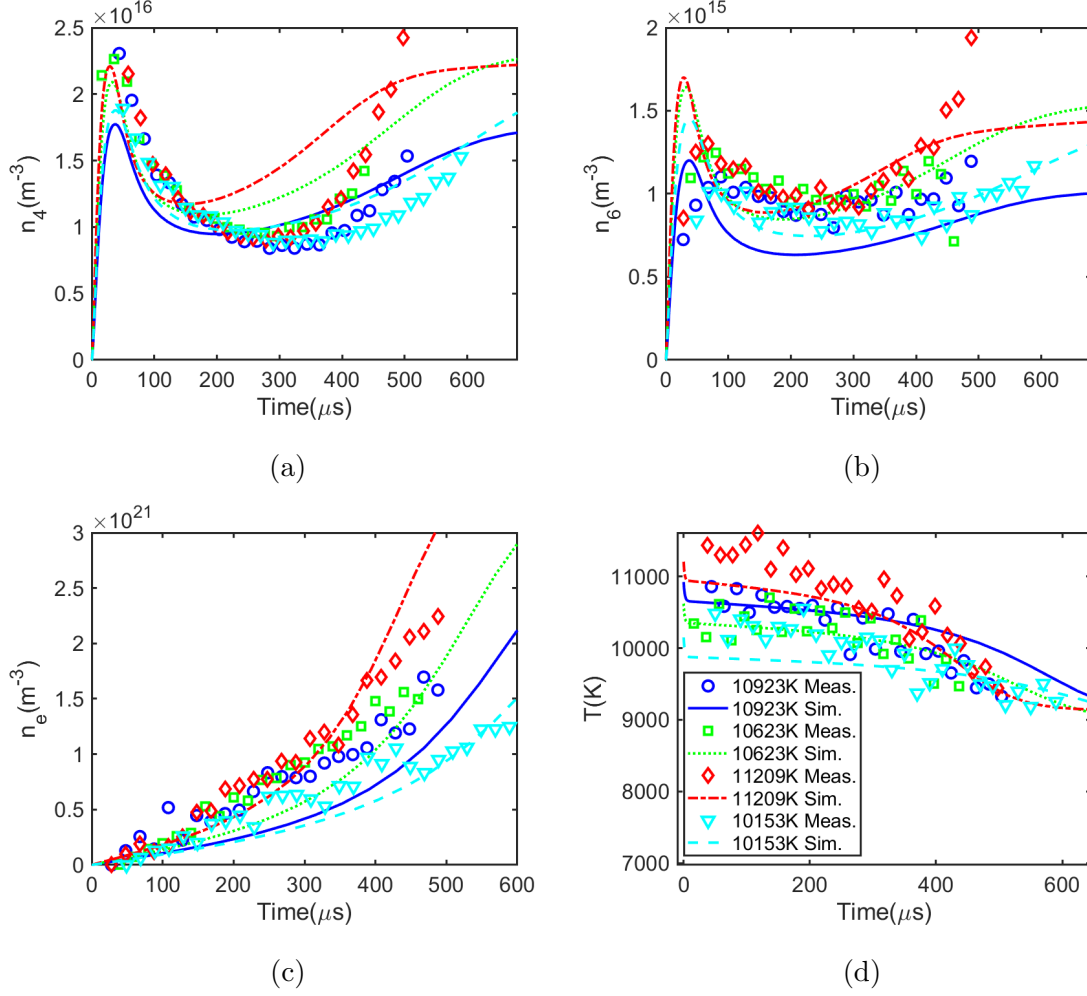 ×10^16
2.5
2
1.5
1
0.5
0
n_4(m^-3)
0 100 200 300 400 500 600
Time(μs)
(a)
×10^15
2
1.5
1
0.5
0
n_6(m^-3)
0 100 200 300 400 500 600
Time(μs)
(b)
×10^21
3
2.5
2
1.5
1
0.5
0
n_e(m^-3)
0 100 200 300 400 500 600
Time(μs)
(c)
11000
10000
9000
8000
7000
T(K)
10923K Meas.
10923K Sim.
10623K Meas.
10623K Sim.
11209K Meas.
11209K Sim.
10153K Meas.
10153K Sim.
0 200 400 600
Time(μs)
(d)